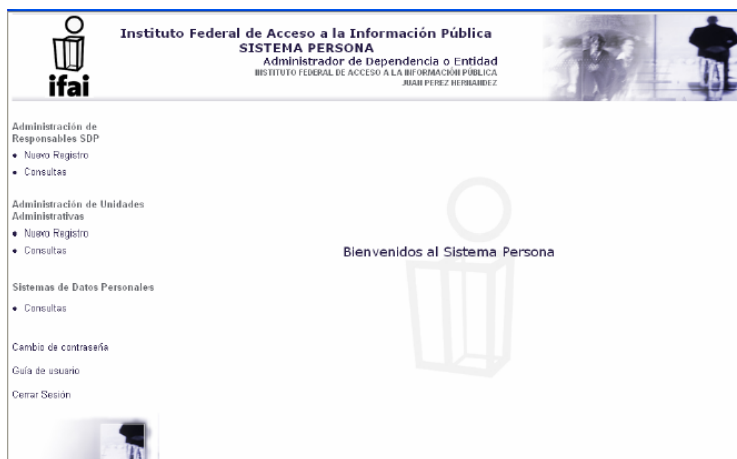 Instituto Federal de Acceso a la Información Pública
SISTEMA PERSONA
Administrador de Dependencia o Entidad
INSTITUTO FEDERAL DE ACCESO A LA INFORMACIÓN PÚBLICA
JUAN PEREZ HERNANDEZ
ifai
Administración de
Responsables SDP
• Nuevo Registro
• Consultas
Administración de Unidades
Administrativas
• Nuevo Registro
• Consultas
Bienvenidos al Sistema Persona
Sistemas de Datos Personales
• Consultas
Cambio de contraseña
Guía de usuario
Cerrar Sesión